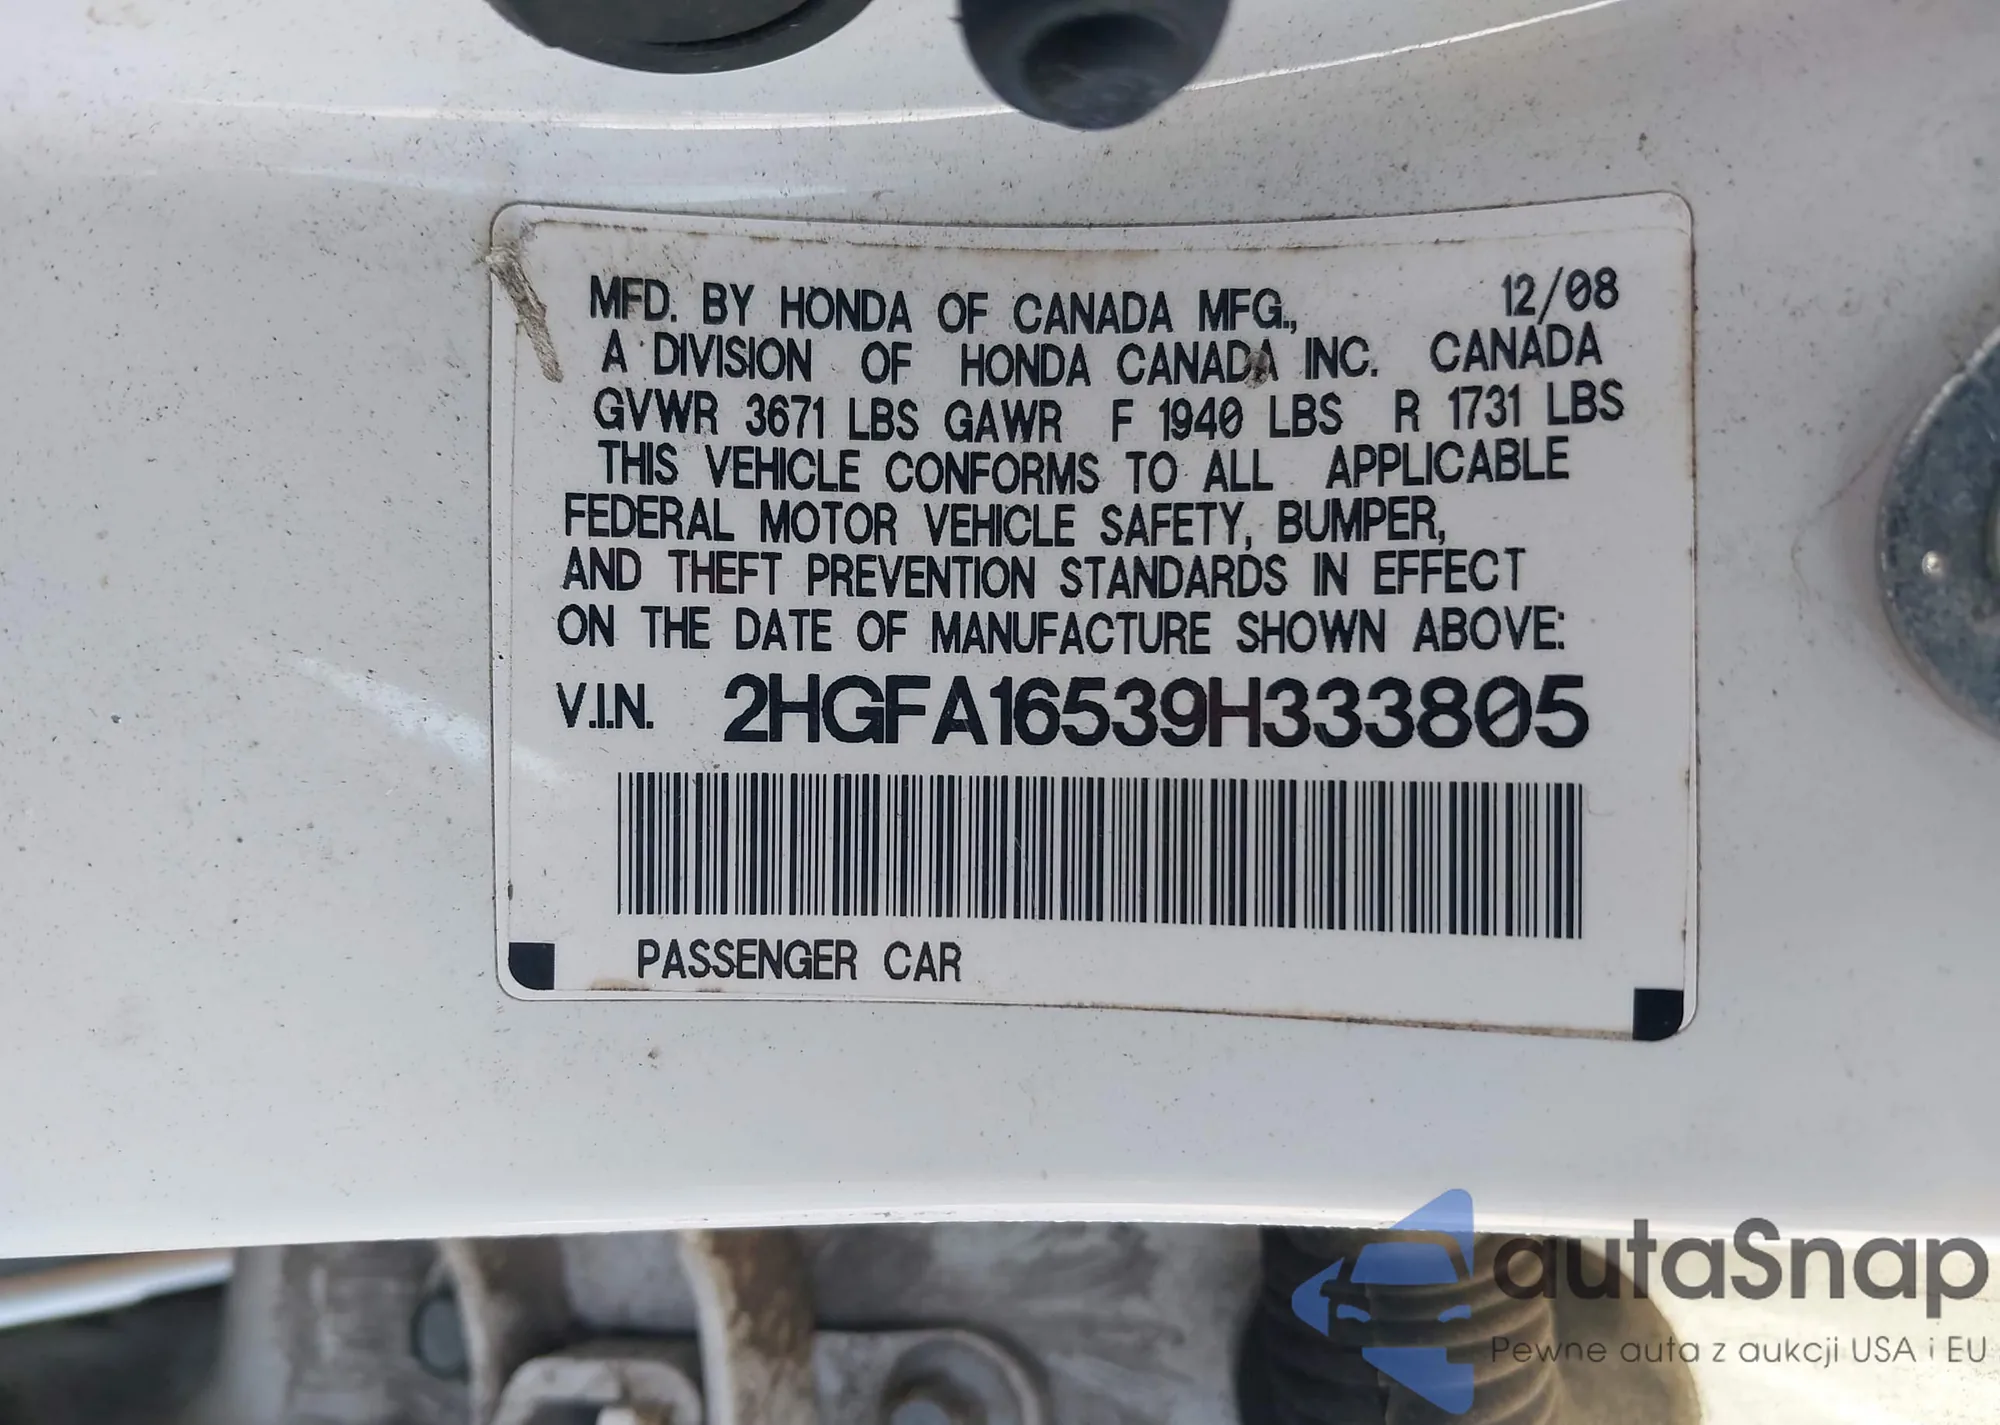 MFD. BY HONDA OF CANADA MFG., 12/08
A DIVISION OF HONDA CANADA INC. CANADA
GVWR 3671 LBS GAWR F 1940 LBS R 1731 LBS
THIS VEHICLE CONFORMS TO ALL APPLICABLE
FEDERAL MOTOR VEHICLE SAFETY, BUMPER,
AND THEFT PREVENTION STANDARDS IN EFFECT
ON THE DATE OF MANUFACTURE SHOWN ABOVE:
V.I.N. 2HGFA16539H333805
PASSENGER CAR
autaSnap
Pewne auta z aukcji USA i EU